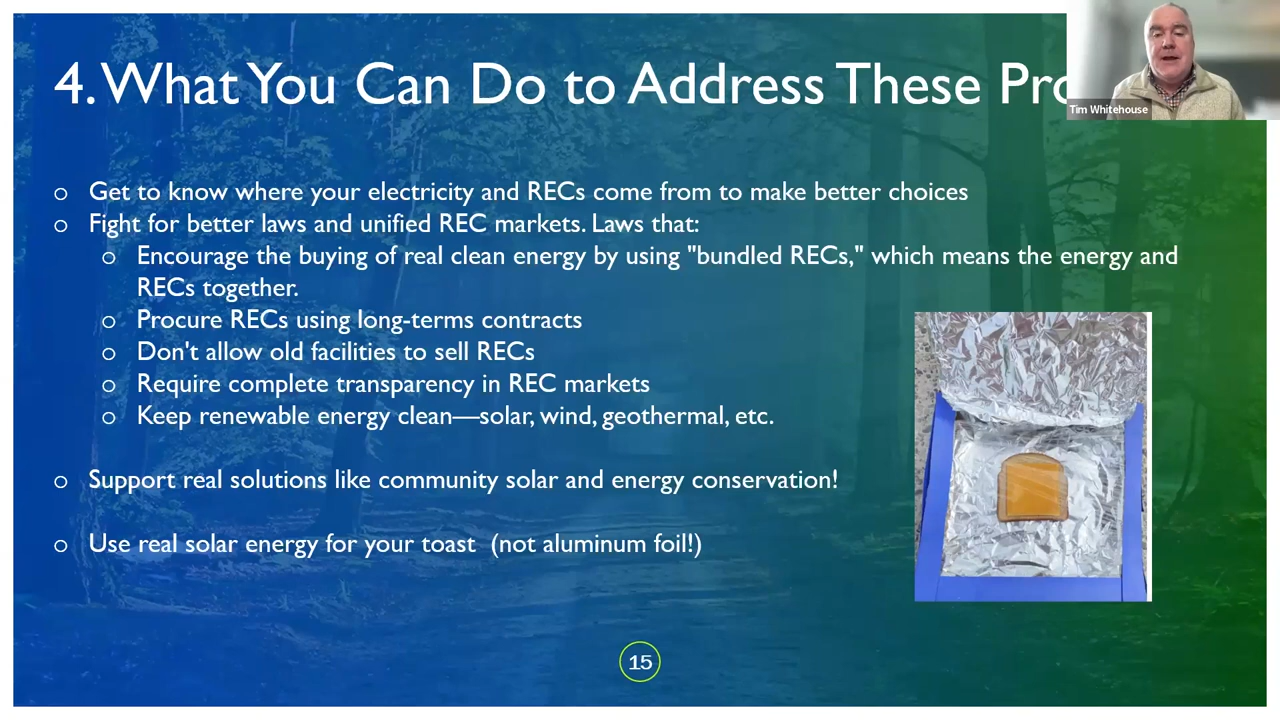 4. What You Can Do to Address These Pro
Tim Whitehouse
o Get to know where your electricity and RECs come from to make better choices
o Fight for better laws and unified REC markets. Laws that:
o Encourage the buying of real clean energy by using "bundled RECs," which means the energy and
RECs together.
o Procure RECs using long-terms contracts
o Don't allow old facilities to sell RECs
o Require complete transparency in REC markets
o Keep renewable energy clean—solar, wind, geothermal, etc.
o Support real solutions like community solar and energy conservation!
o Use real solar energy for your toast (not aluminum foil!)
15